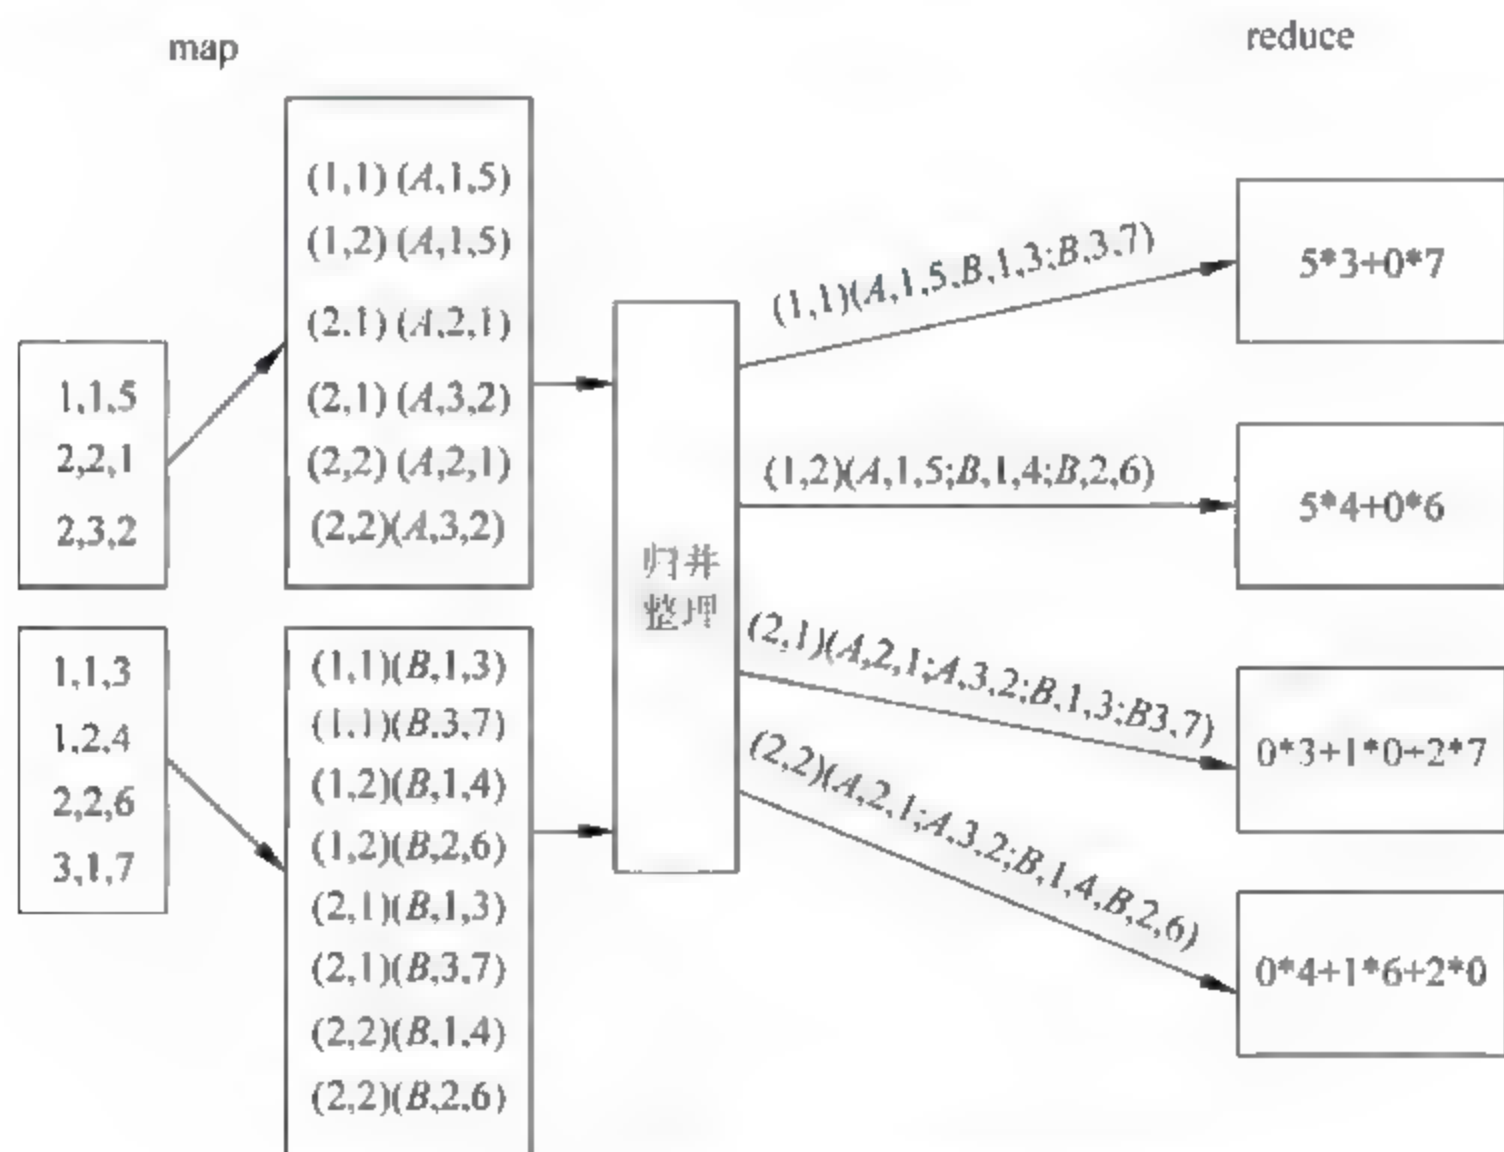 map
reduce
1,1,5
2,2,1
2,3,2
(1,1) (A,1,5)
(1,2) (A,1,5)
(2,1) (A,2,1)
(2,1) (A,3,2)
(2,2) (A,2,1)
(2,2)(A,3,2)
1,1,3
1,2,4
2,2,6
3,1,7
(1,1)(B,1,3)
(1,1)(B,3,7)
(1,2)(B,1,4)
(1,2)(B,2,6)
(2,1)(B,1,3)
(2,1)(B,3,7)
(2,2)(B,1,4)
(2,2)(B,2,6)
归并
整理
(1,1)(A,1,5,B,1,3;B,3,7)
(1,2)(A,1,5;B,1,4;B,2,6)
(2,1)(A,2,1;A,3,2;B,1,3;B3,7)
(2,2)(A,2,1;A,3,2;B,1,4,B,2,6)
5*3+0*7
5*4+0*6
0*3+1*0+2*7
0*4+1*6+2*0